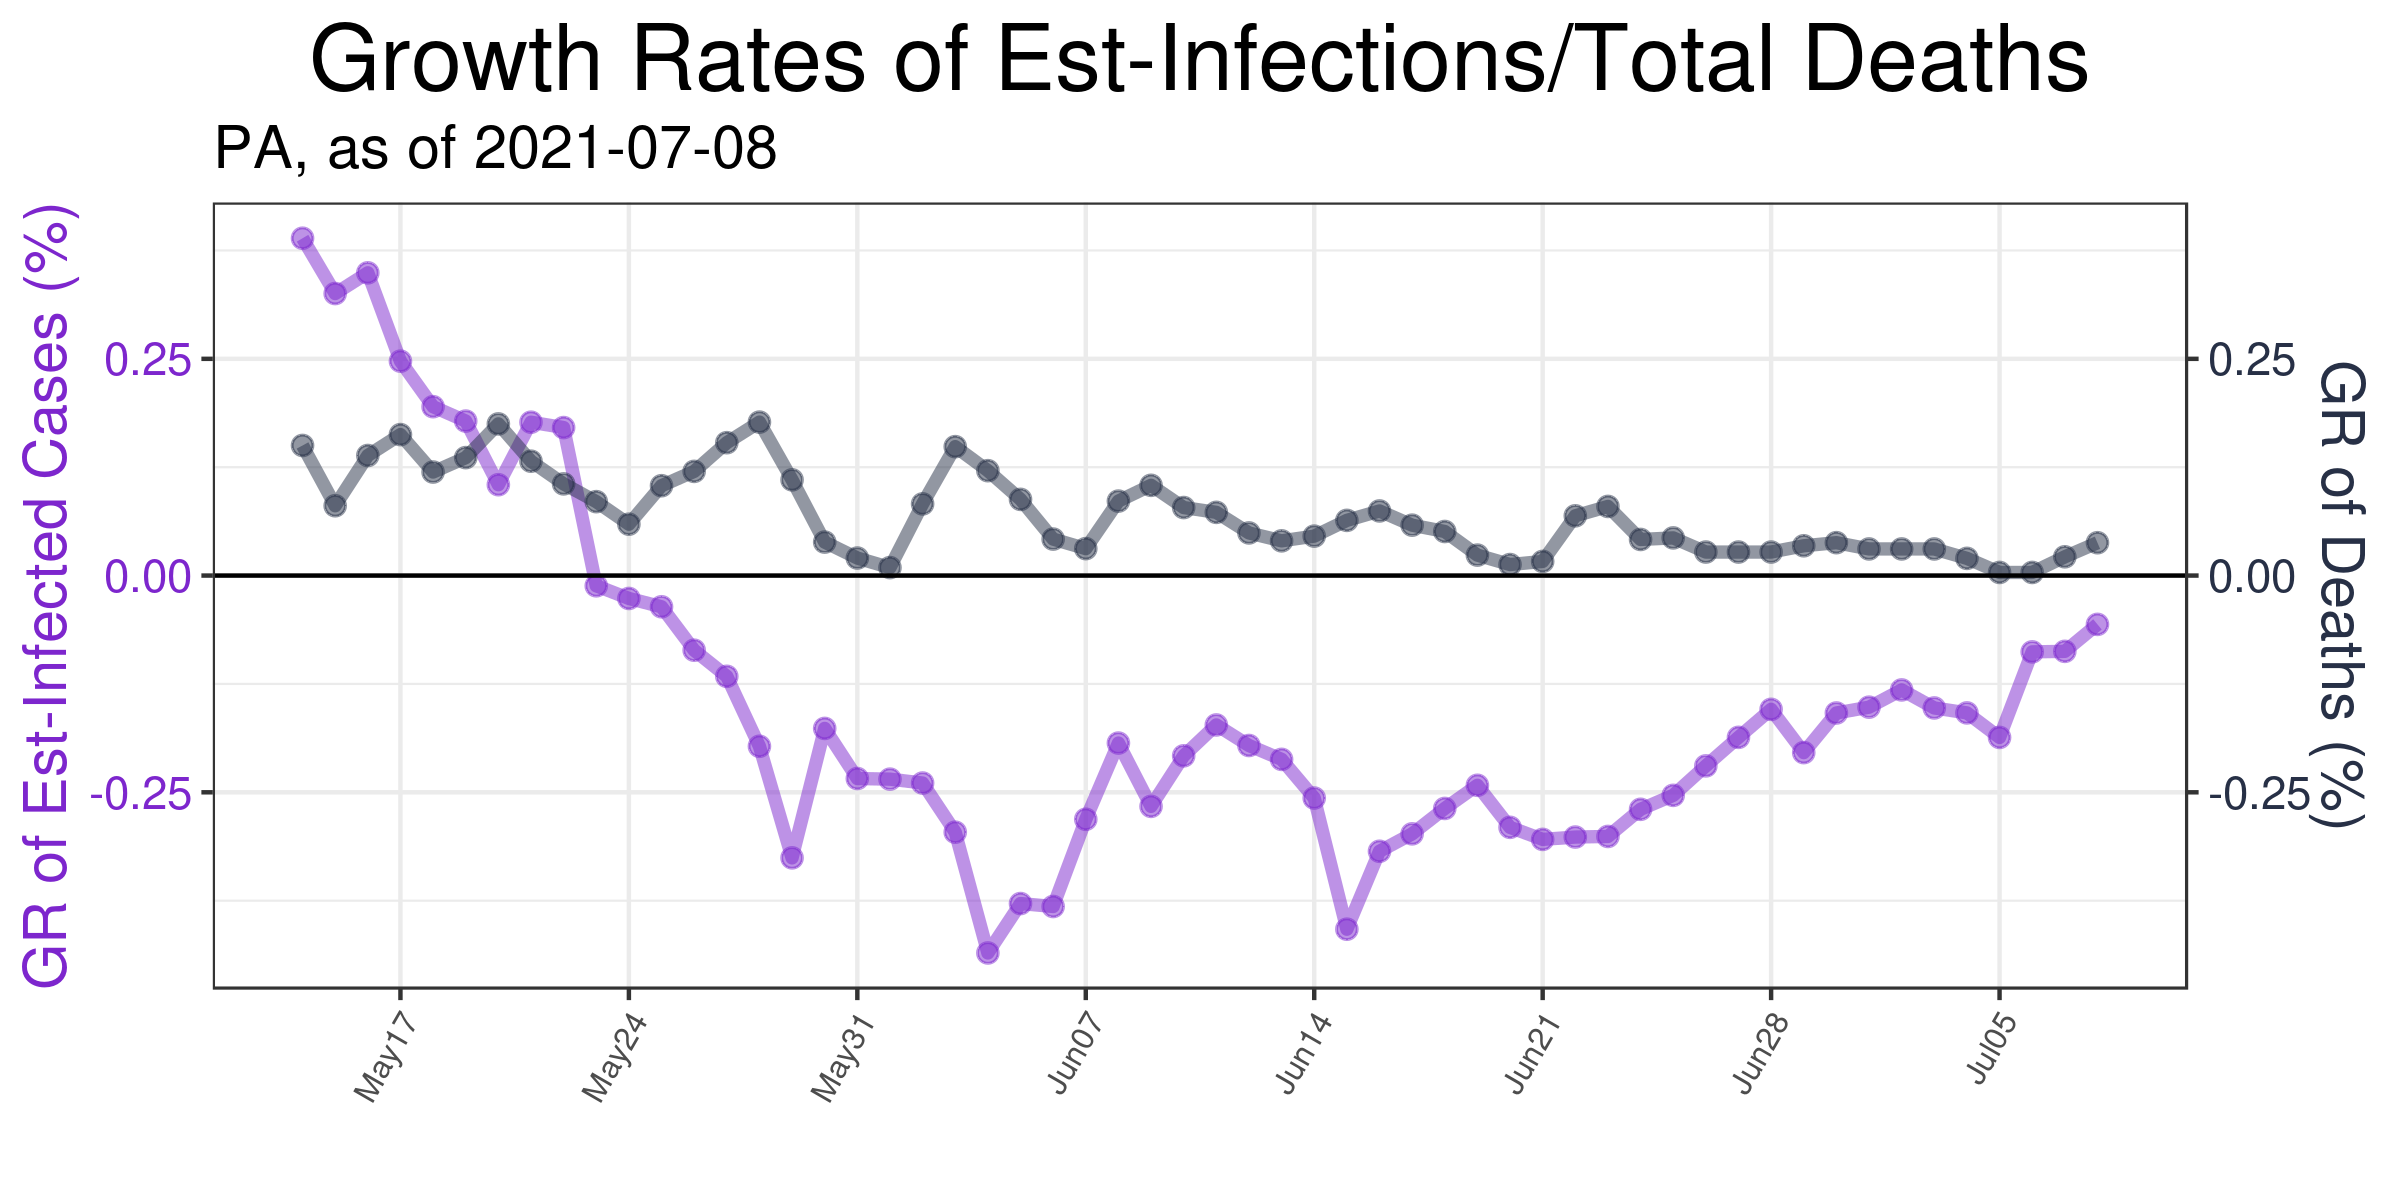 Growth Rates of Est-Infections/Total Deaths
PA, as of 2021-07-08
GR of Est-Infected Cases (%)
0.25
0.00
-0.25
0.25
0.00
-0.25
GR of Deaths (%)
May17
May24
May31
Jun07
Jun14
Jun21
Jun28
Jul05